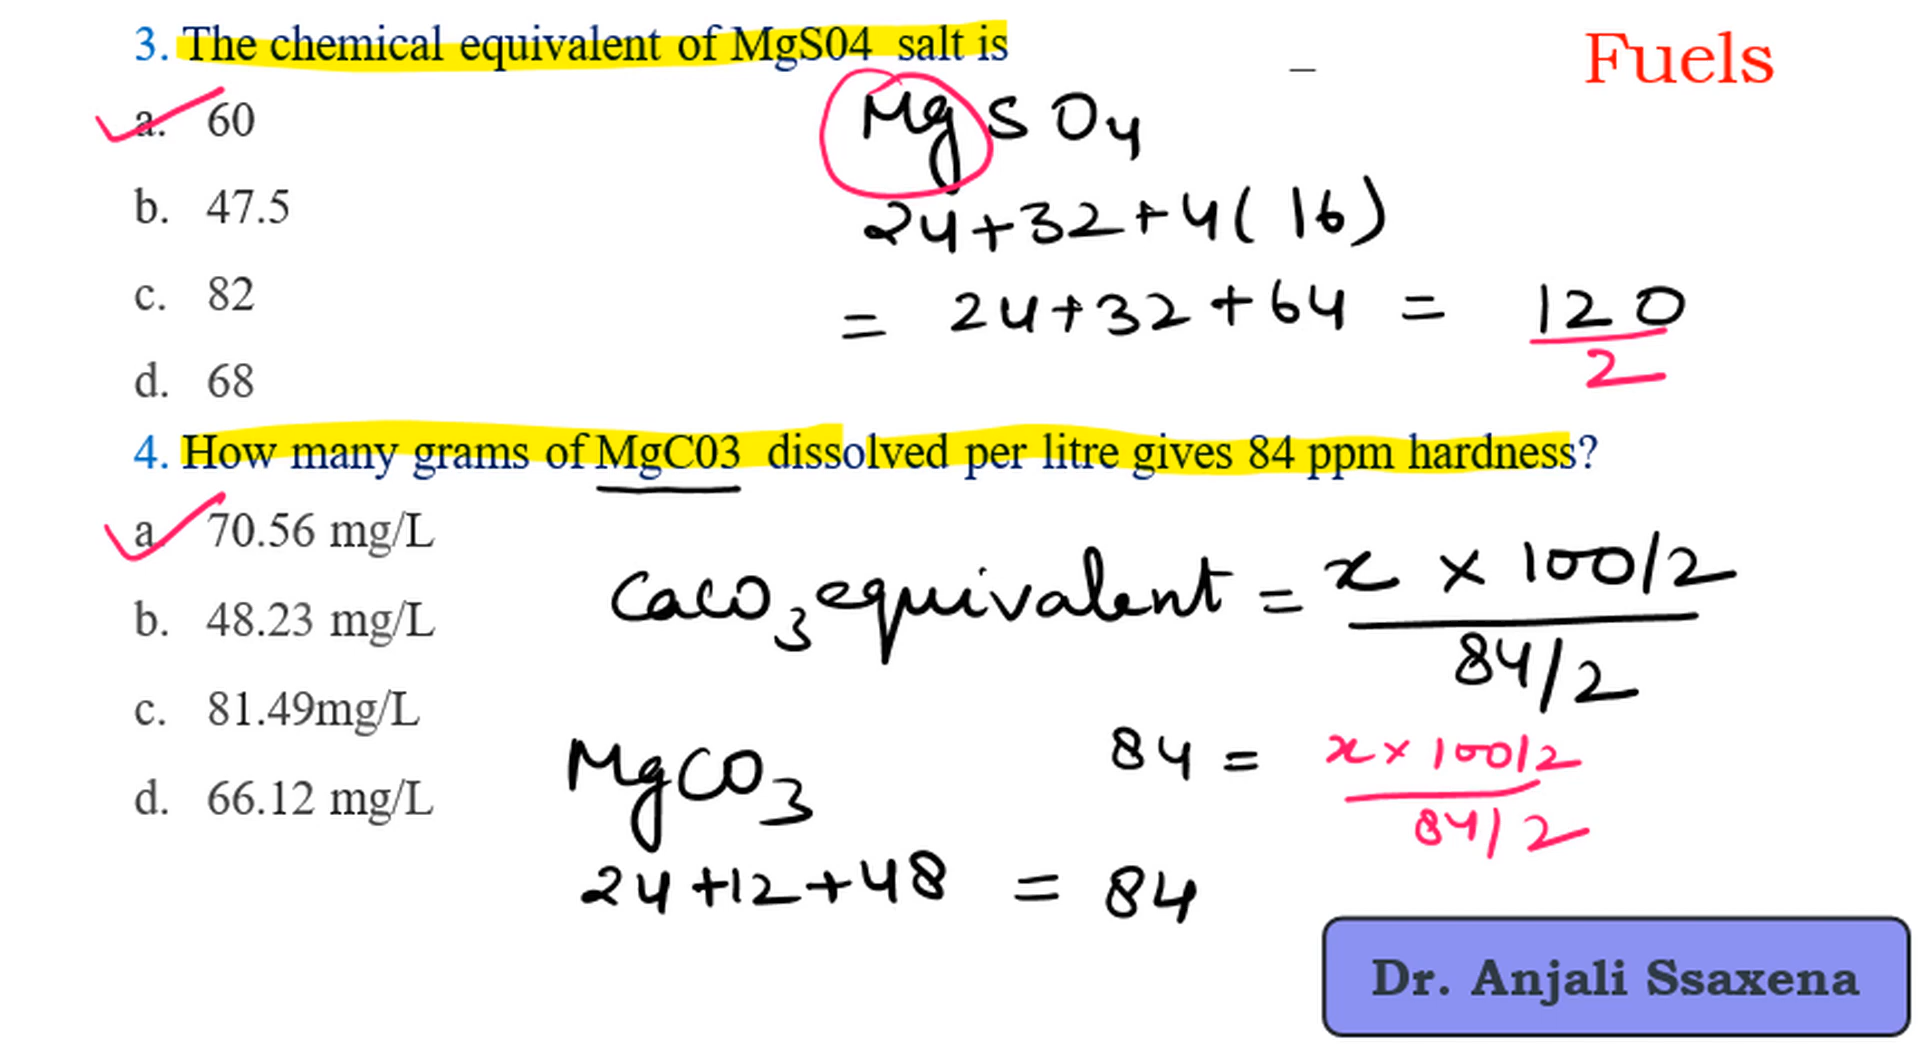 3. The chemical equivalent of MgS04 salt is
Fuels
a. 60
MgSO4
b. 47.5
24+32+4(16)
c. 82
= 24+32+64 = 120/2
d. 68
4. How many grams of MgC03 dissolved per litre gives 84 ppm hardness?
a 70.56 mg/L
CaCO3 equivalent = x × 100/2
84/2
b. 48.23 mg/L
c. 81.49mg/L
84 = x × 100/2
84/2
MgCO3
d. 66.12 mg/L
24+12+48 = 84
Dr. Anjali Ssaxena